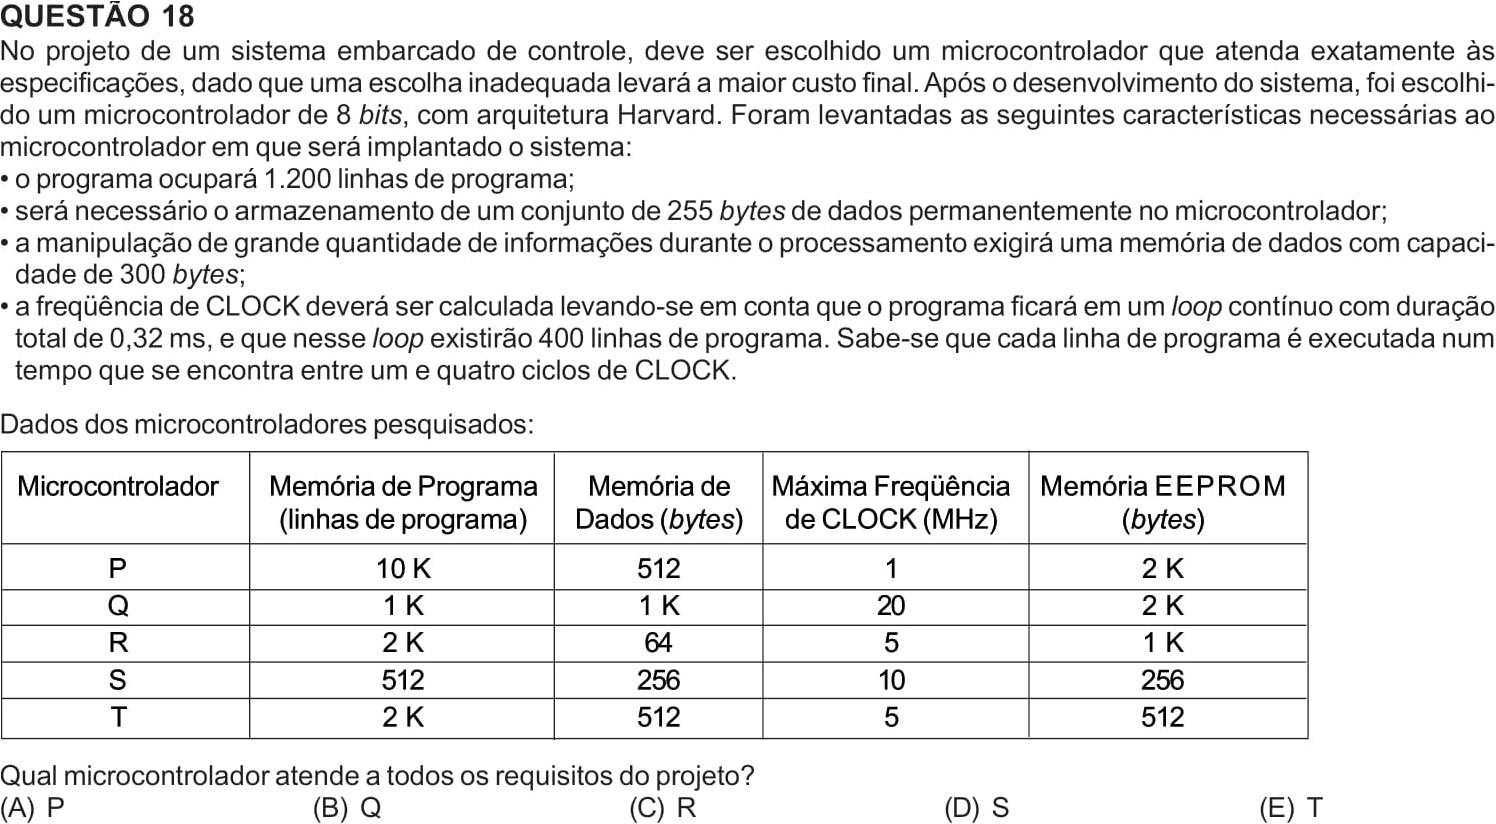 QUESTÃO 18
No projeto de um sistema embarcado de controle, deve ser escolhido um microcontrolador que atenda exatamente às
especificações, dado que uma escolha inadequada levará a maior custo final. Após o desenvolvimento do sistema, foi escolhi-
do um microcontrolador de 8 bits, com arquitetura Harvard. Foram levantadas as seguintes características necessárias ao
microcontrolador em que será implantado o sistema:
• o programa ocupará 1.200 linhas de programa;
• será necessário o armazenamento de um conjunto de 255 bytes de dados permanentemente no microcontrolador;
• a manipulação de grande quantidade de informações durante o processamento exigirá uma memória de dados com capaci-
dade de 300 bytes;
• a freqüência de CLOCK deverá ser calculada levando-se em conta que o programa ficará em um loop contínuo com duração
total de 0,32 ms, e que nesse loop existirão 400 linhas de programa. Sabe-se que cada linha de programa é executada num
tempo que se encontra entre um e quatro ciclos de CLOCK.
Dados dos microcontroladores pesquisados:
Microcontrolador Memória de Programa Memória de Máxima Freqüência Memória EEPROM
(linhas de programa) Dados (bytes) de CLOCK (MHz) (bytes)
P 10 K 512 1 2 K
Q 1 K 1 K 20 2 K
R 2 K 64 5 1 K
S 512 256 10 256
T 2 K 512 5 512
Qual microcontrolador atende a todos os requisitos do projeto?
(A) P (B) Q (C) R (D) S (E) T